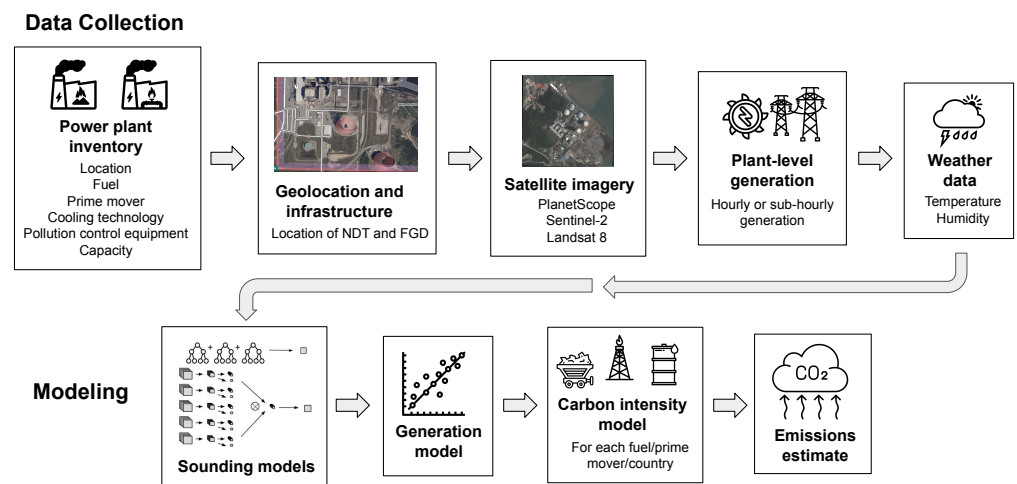 Data Collection
Power plant
inventory
Location
Fuel
Prime mover
Cooling technology
Pollution control equipment
Capacity
Geolocation and
infrastructure
Location of NDT and FGD
Satellite imagery
PlanetScope
Sentinel-2
Landsat 8
Plant-level
generation
Hourly or sub-hourly
generation
Weather
data
Temperature
Humidity
Modeling
+ +
Sounding models
Generation
model
Carbon intensity
model
For each fuel/prime
mover/country
CO₂
Emissions
estimate